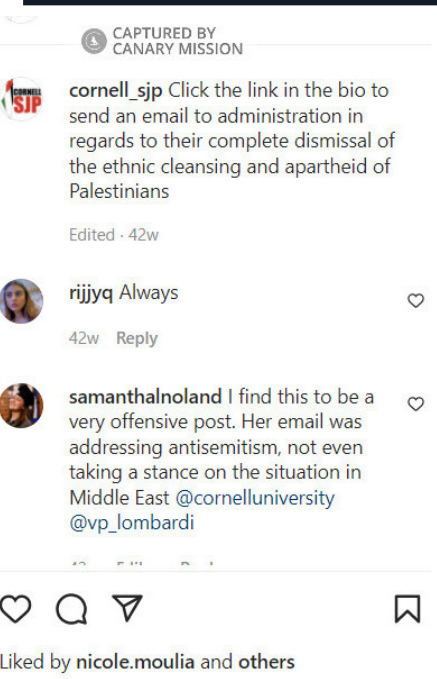 CAPTURED BY
CANARY MISSION
CORNELL
SJP
cornell_sjp Click the link in the bio to
send an email to administration in
regards to their complete dismissal of
the ethnic cleansing and apartheid of
Palestinians
Edited · 42w
rijjyq Always
42w Reply
samanthalnoland I find this to be a
very offensive post. Her email was
addressing antisemitism, not even
taking a stance on the situation in
Middle East @cornelluniversity
@vp_lombardi
Liked by nicole.moulia and others